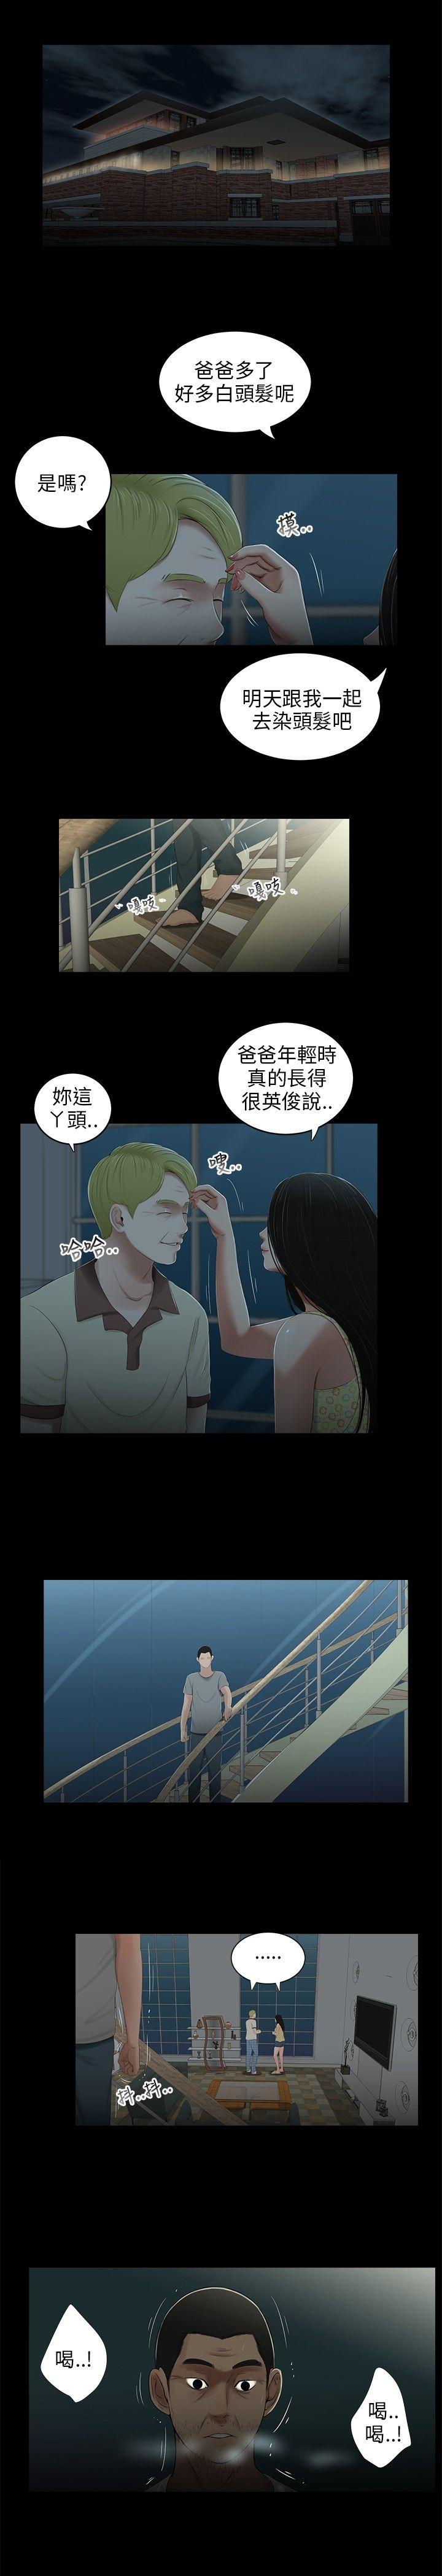 爸爸多了
好多白頭髮呢
是嗎?
摸..
明天跟我一起
去染頭髮吧
嘎吱
嘎吱
爸爸年輕時
真的長得
很英俊說..
妳這
丫頭..
嗖..
哈哈..
.....
抖..抖..
喝..!
喝..
喝..!